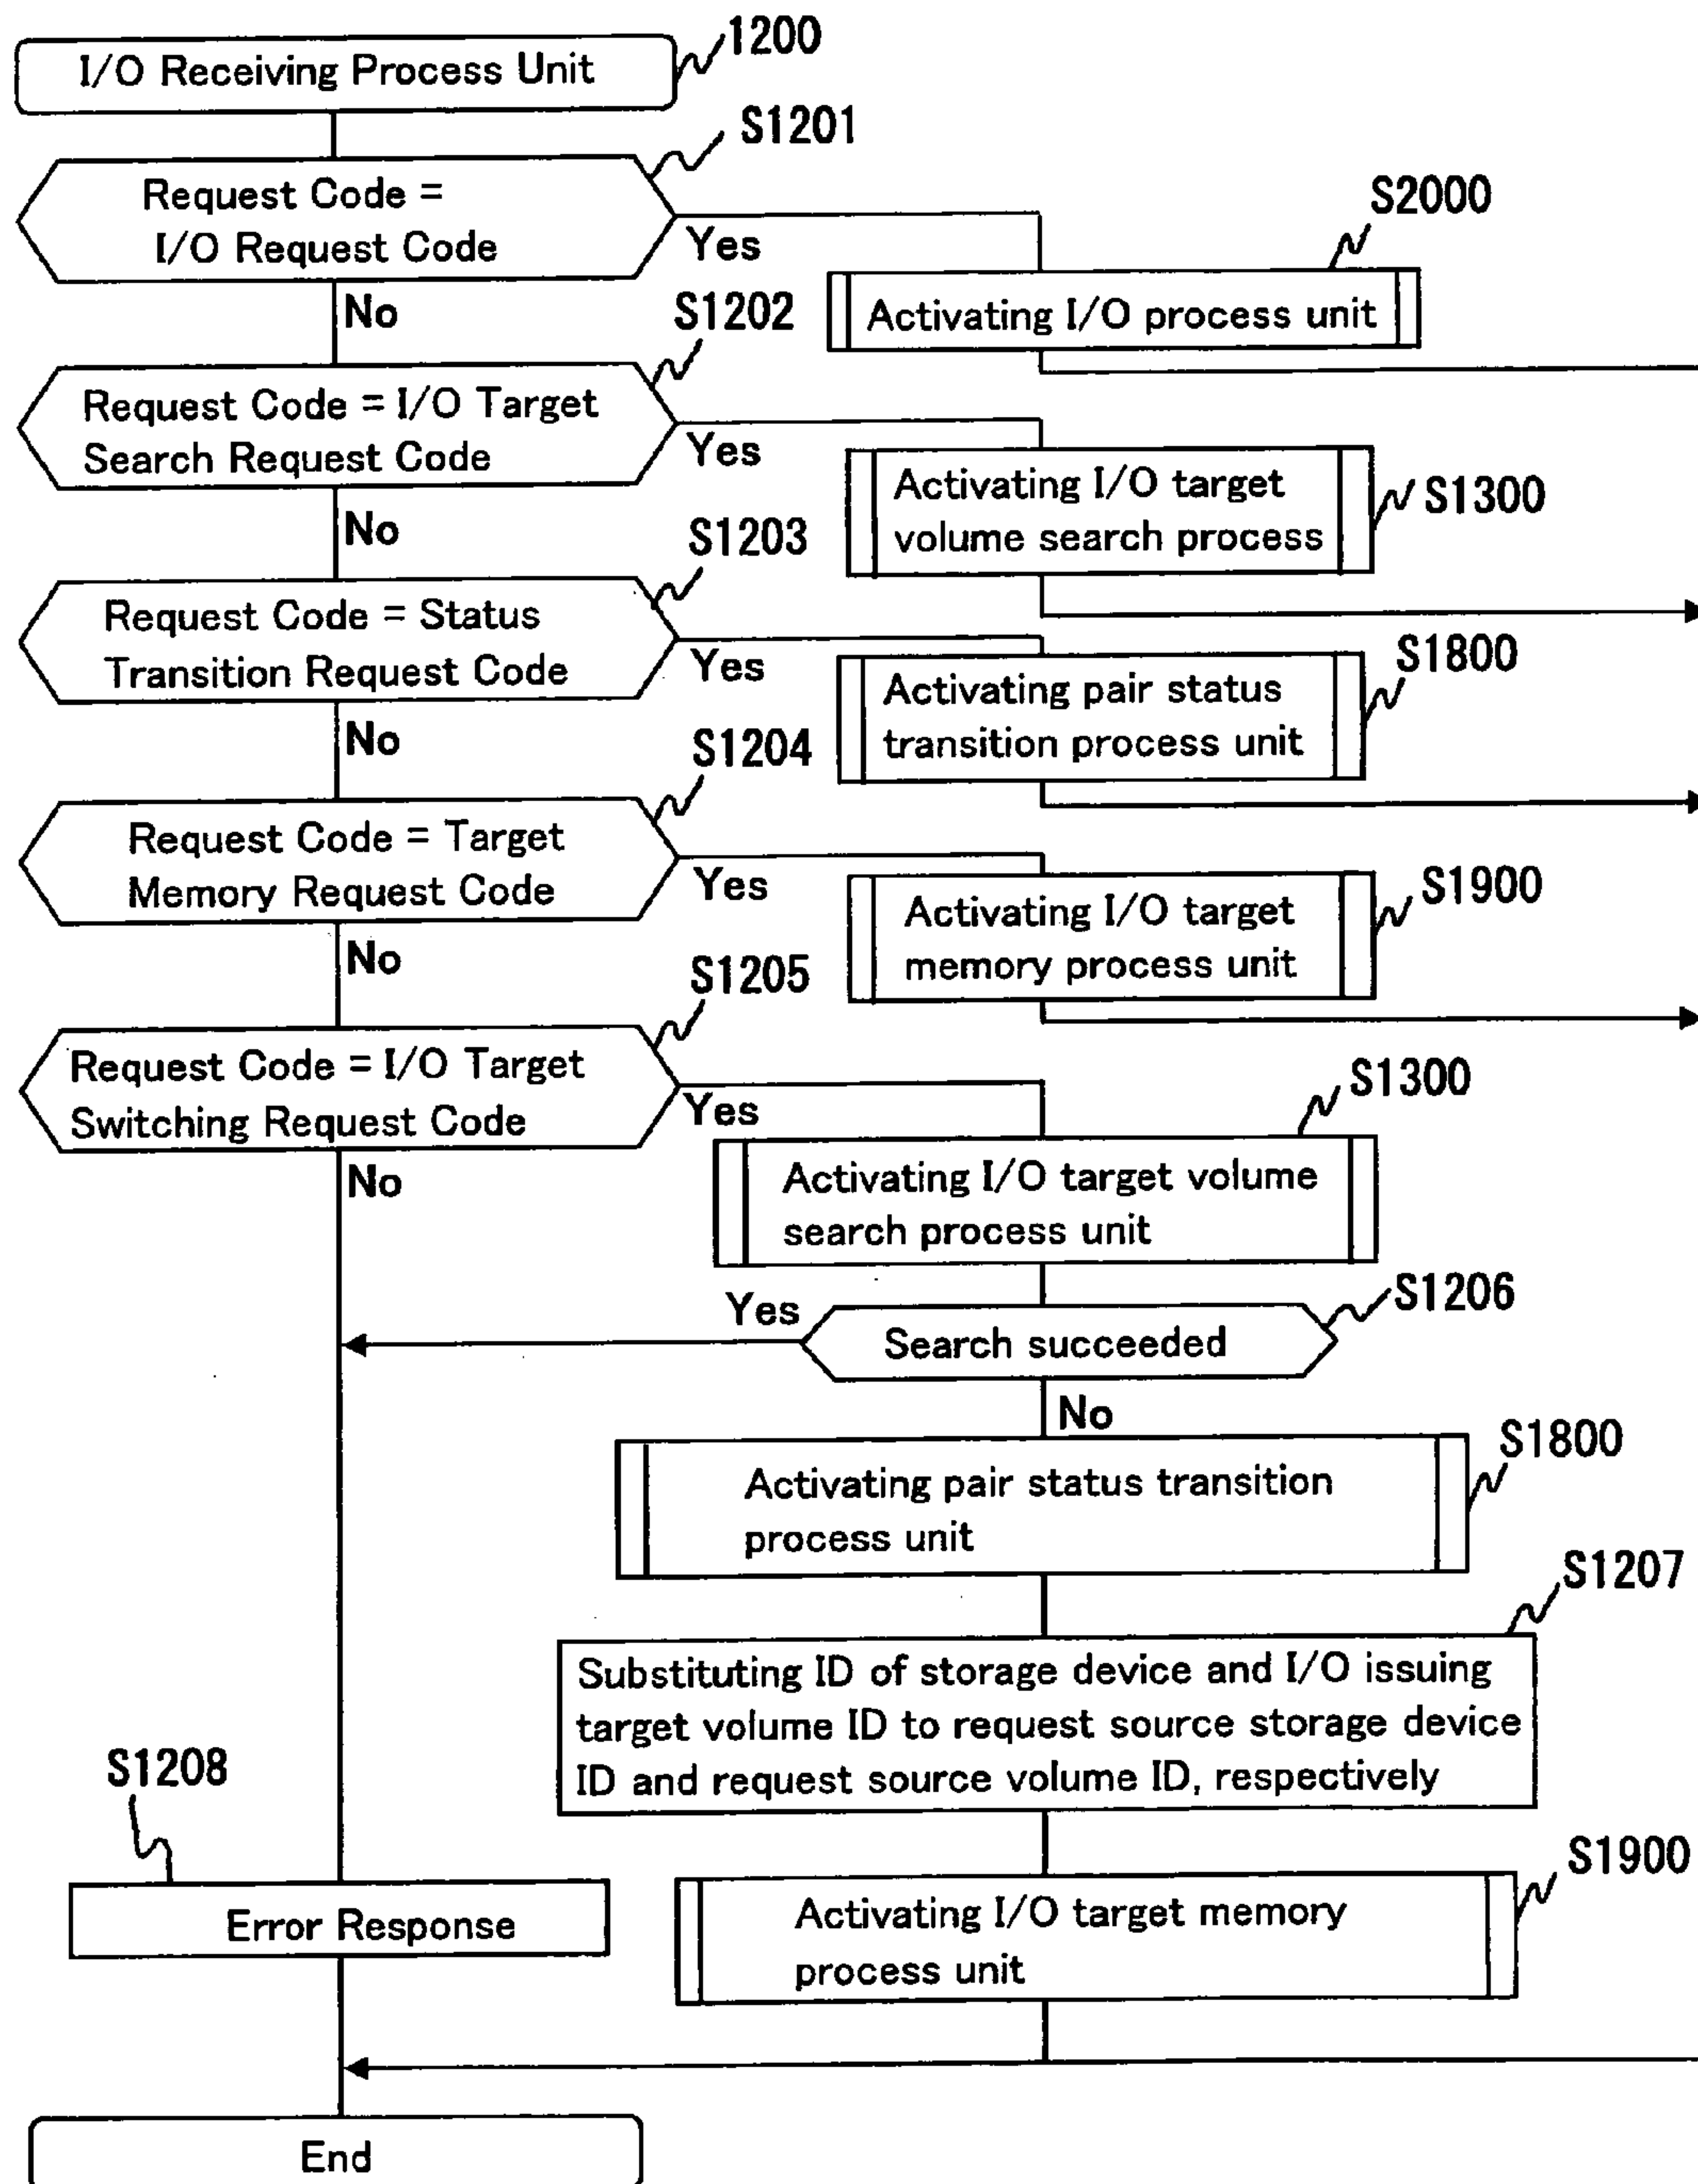 I/O Receiving Process Unit
1200
S1201
Request Code =
I/O Request Code
Yes
No
S2000
Activating I/O process unit
S1202
Request Code = I/O Target
Search Request Code
Yes
No
Activating I/O target
volume search process
S1300
S1203
Request Code = Status
Transition Request Code
Yes
No
S1800
Activating pair status
transition process unit
S1204
Request Code = Target
Memory Request Code
Yes
No
S1900
Activating I/O target
memory process unit
S1205
Request Code = I/O Target
Switching Request Code
Yes
No
S1300
Activating I/O target volume
search process unit
S1206
Yes
Search succeeded
No
S1800
Activating pair status transition
process unit
S1207
Substituting ID of storage device and I/O issuing
target volume ID to request source storage device
ID and request source volume ID, respectively
S1208
Error Response
S1900
Activating I/O target memory
process unit
End